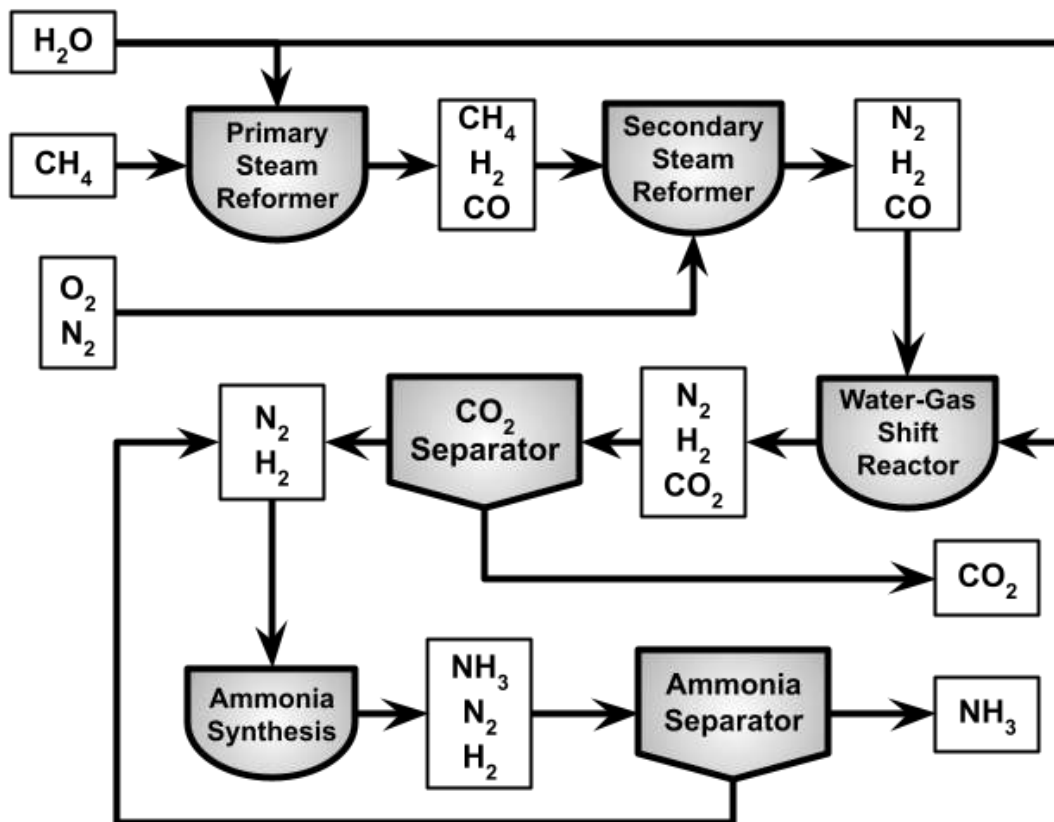 H₂O
CH₄
Primary
Steam
Reformer
CH₄
H₂
CO
Secondary
Steam
Reformer
N₂
H₂
CO
O₂
N₂
Water-Gas
Shift
Reactor
N₂
H₂
CO₂
CO₂
Separator
N₂
H₂
CO₂
Ammonia
Synthesis
NH₃
N₂
H₂
Ammonia
Separator
NH₃